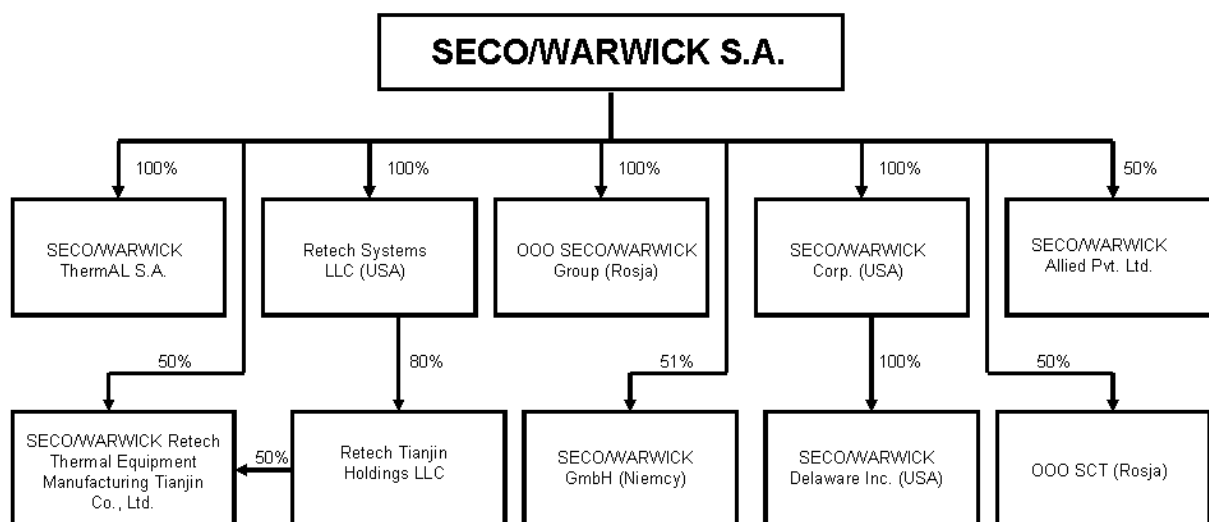 SECO/WARWICK S.A.
100%
100%
100%
100%
50%
SECO/WARWICK
ThermAL S.A.
Retech Systems
LLC (USA)
OOO SECO/WARWICK
Group (Rosja)
SECO/WARWICK
Corp. (USA)
SECO/WARWICK
Allied Pvt. Ltd.
50%
80%
51%
100%
50%
SECO/WARWICK Retech
Thermal Equipment
Manufacturing Tianjin
Co., Ltd.
50%
Retech Tianjin
Holdings LLC
SECO/WARWICK
GmbH (Niemcy)
SECO/WARWICK
Delaware Inc. (USA)
OOO SCT (Rosja)